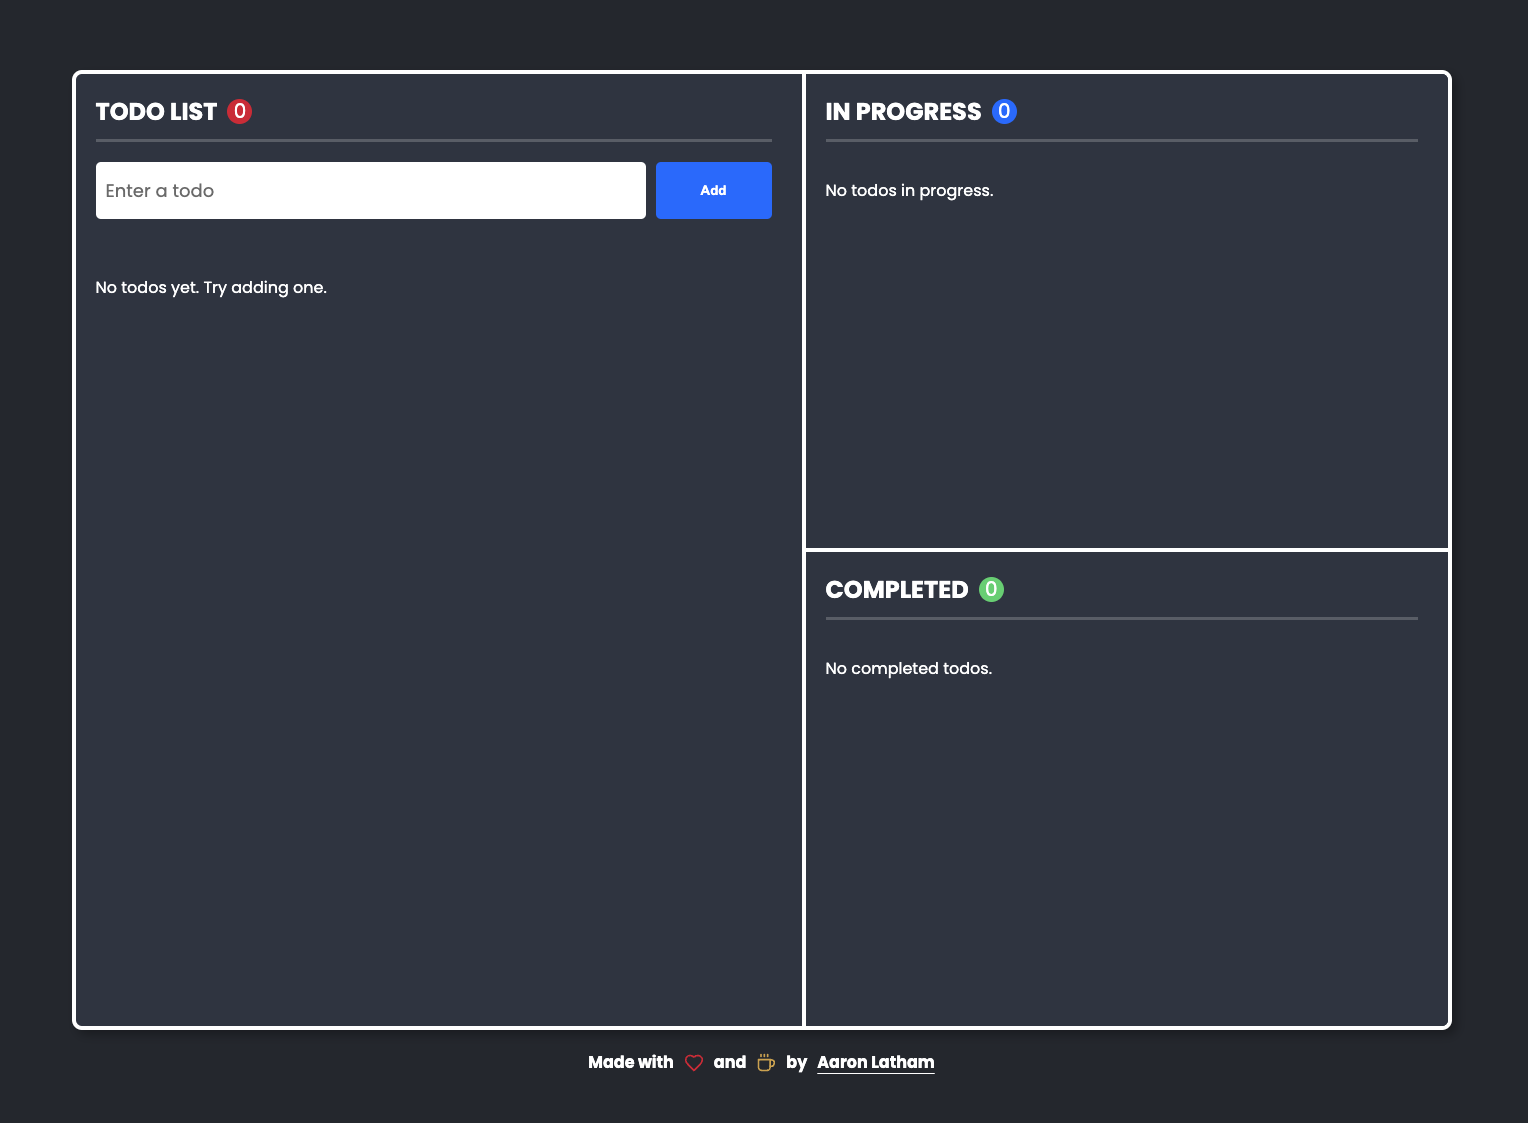 TODO LIST 0
Enter a todo
Add
No todos yet. Try adding one.
IN PROGRESS 0
No todos in progress.
COMPLETED 0
No completed todos.
Made with and by Aaron Latham